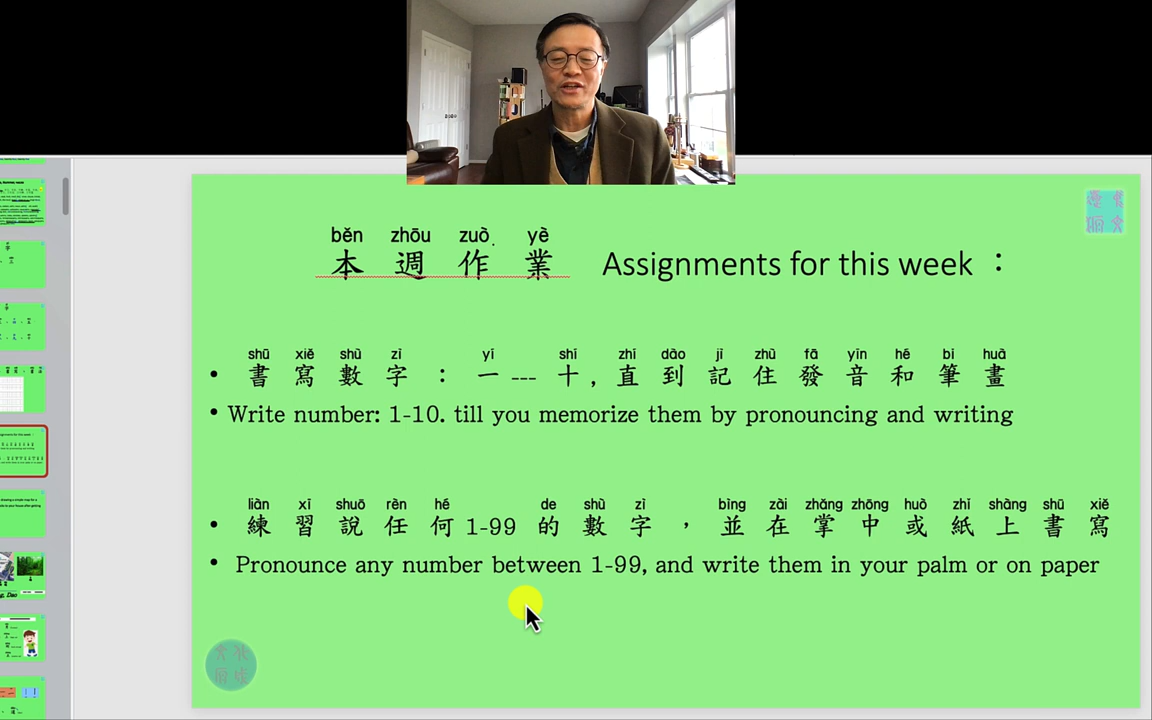 běn zhōu zuò yè
本 週 作 業 Assignments for this week ：
shū xiě shù zì yí shí zhí dào jì zhù fā yīn hé bǐ huà
• 書 寫 數 字 ： 一 --- 十 , 直 到 記 住 發 音 和 筆 畫
• Write number: 1-10. till you memorize them by pronouncing and writing
liàn xí shuō rèn hé de shù zì bìng zài zhǎng zhōng huò zhǐ shàng shū xiě
• 練 習 說 任 何 1-99 的 數 字 ， 並 在 掌 中 或 紙 上 書 寫
• Pronounce any number between 1-99, and write them in your palm or on paper